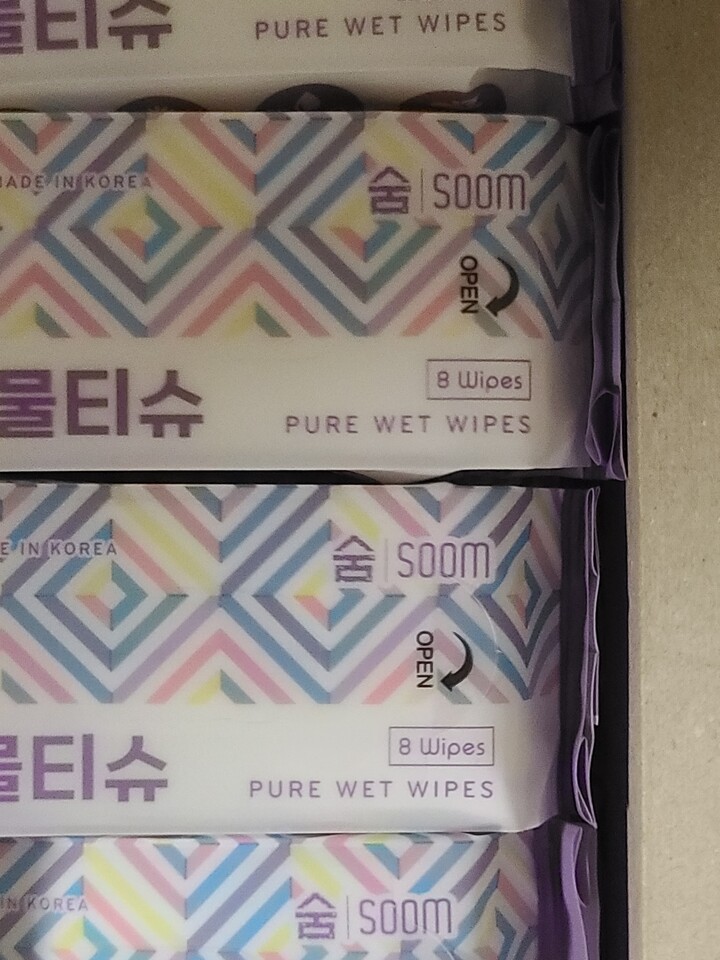 물티슈
PURE WET WIPES
MADE IN KOREA
숨 SOOM
OPEN
8 Wipes
물티슈
PURE WET WIPES
IN KOREA
숨 SOOM
OPEN
8 Wipes
물티슈
PURE WET WIPES
IN KOREA
숨 SOOM